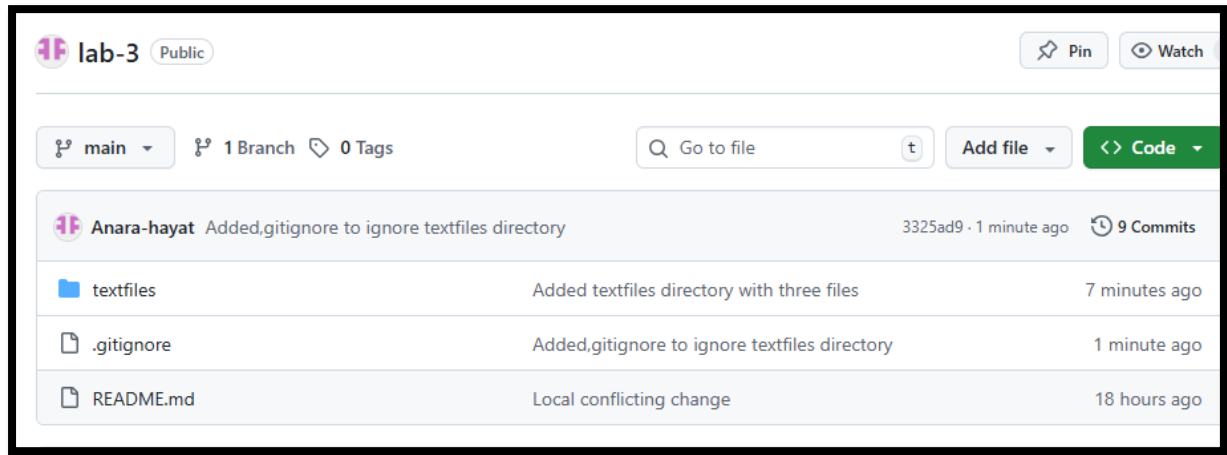 lab-3 Public Pin Watch
main 1 Branch 0 Tags Go to file t Add file <> Code
Anara-hayat Added,gitignore to ignore textfiles directory 3325ad9 · 1 minute ago 9 Commits
textfiles Added textfiles directory with three files 7 minutes ago
.gitignore Added,gitignore to ignore textfiles directory 1 minute ago
README.md Local conflicting change 18 hours ago